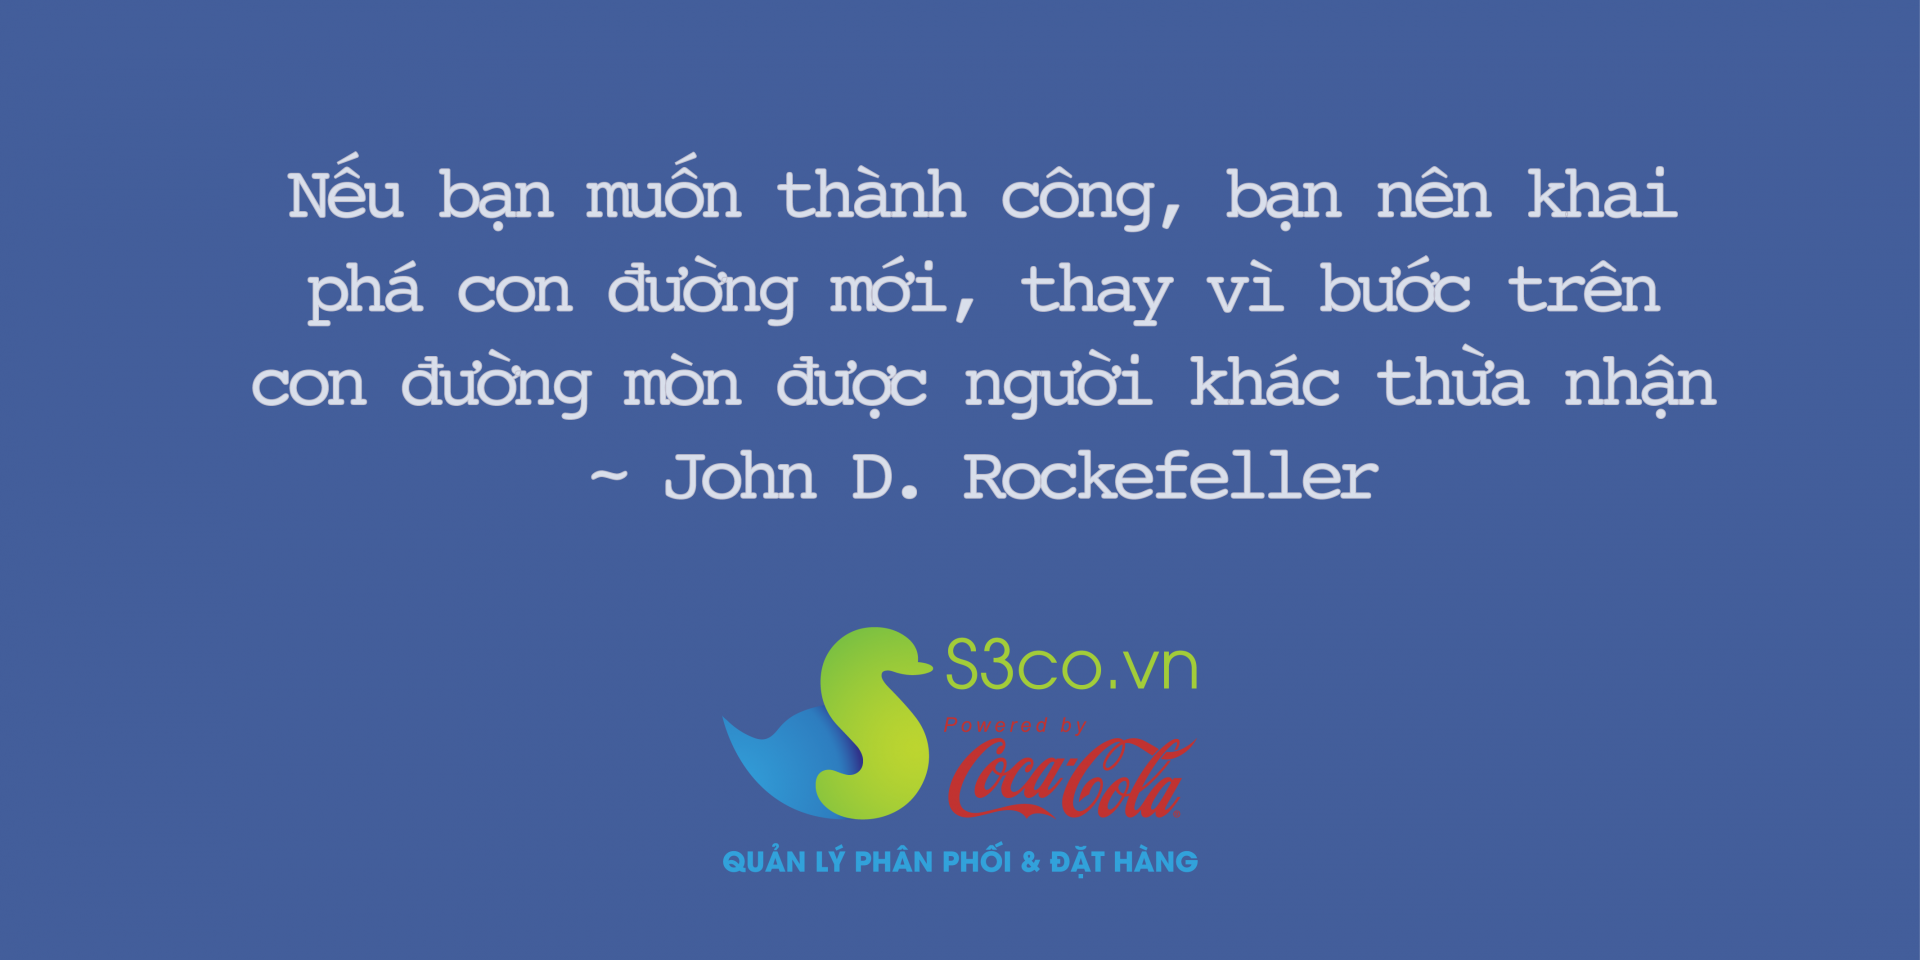 Nếu bạn muốn thành công, bạn nên khai
phá con đường mới, thay vì bước trên
con đường mòn được người khác thừa nhận
~ John D. Rockefeller
S3co.vn
Powered by
Coca-Cola
QUẢN LÝ PHÂN PHỐI & ĐẶT HÀNG